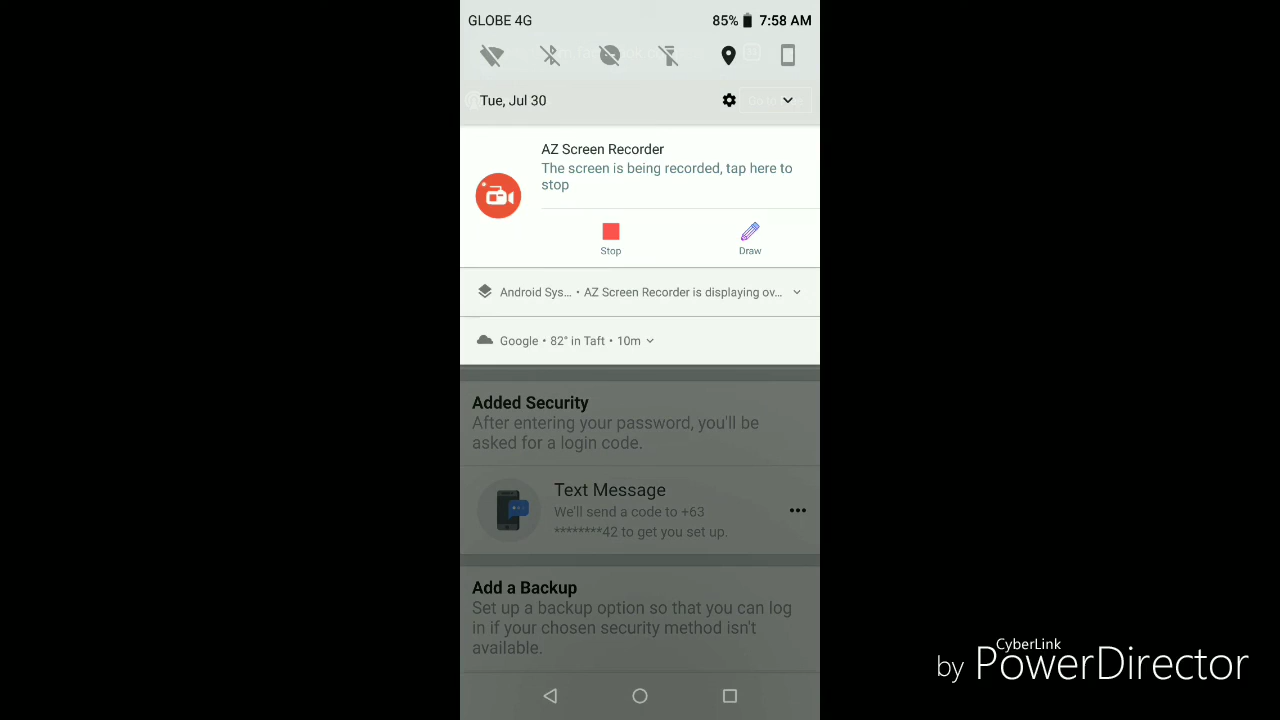 GLOBE 4G 85% 7:58 AM
Tue, Jul 30
AZ Screen Recorder
The screen is being recorded, tap here to
stop
Stop Draw
Android Sys... • AZ Screen Recorder is displaying ov...
Google • 82° in Taft • 10m
Added Security
After entering your password, you'll be
asked for a login code.
Text Message
We'll send a code to +63
********42 to get you set up.
Add a Backup
Set up a backup option so that you can log
in if your chosen security method isn't
available.
by CyberLink
PowerDirector